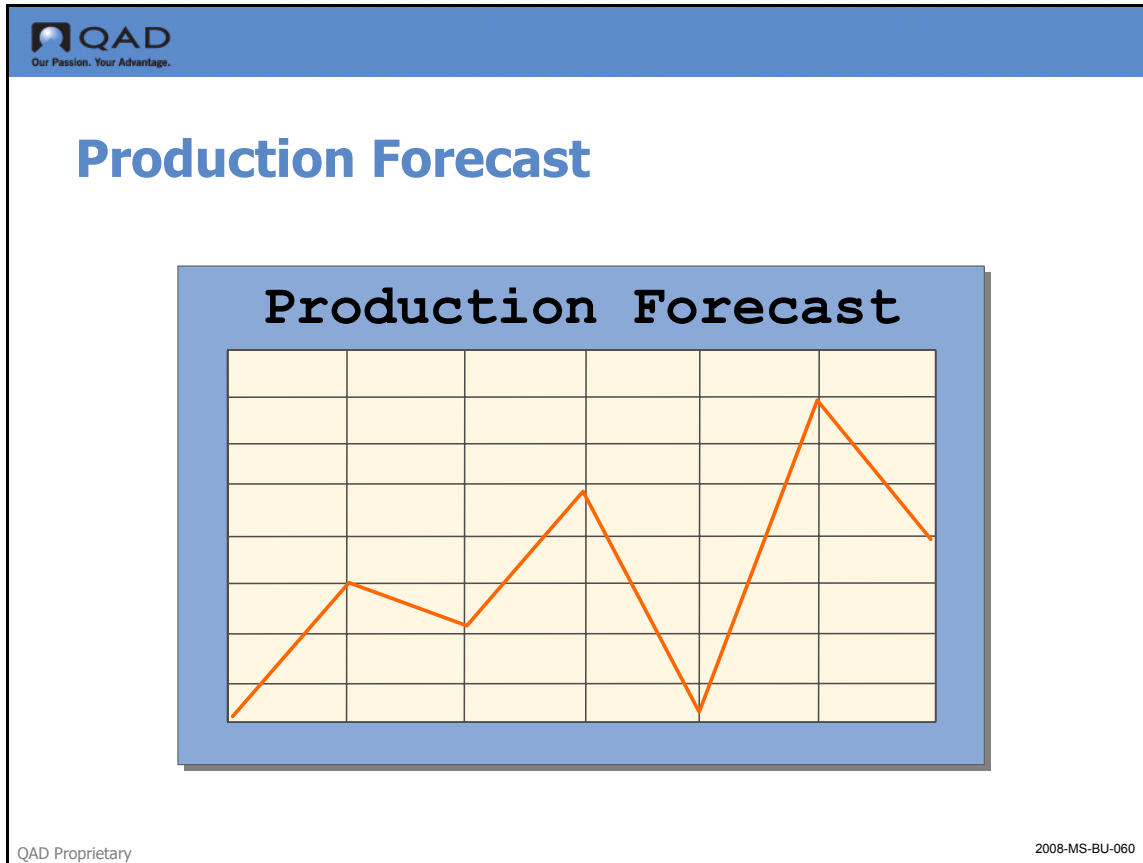 QAD
Our Passion. Your Advantage.
Production Forecast
Production Forecast
QAD Proprietary
2008-MS-BU-060